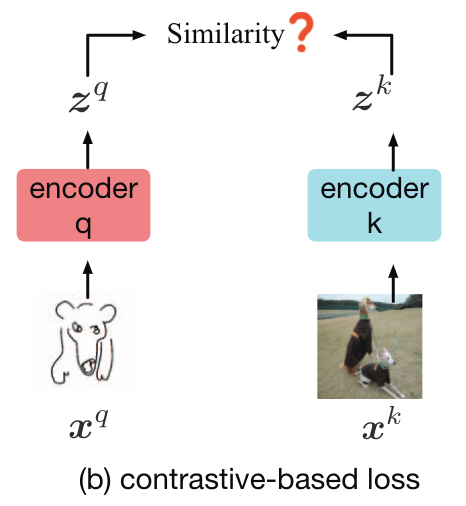 Similarity❓
z^q
z^k
encoder
q
encoder
k
x^q
x^k
(b) contrastive-based loss